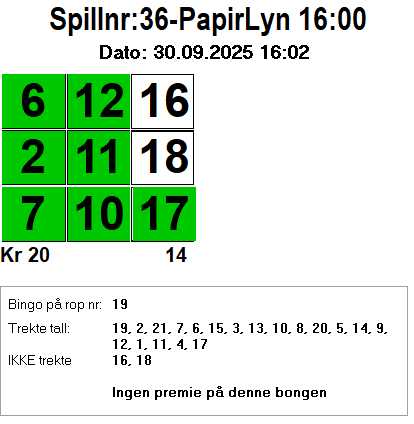 Spillnr:36-PapirLyn 16:00
Dato: 30.09.2025 16:02
6 12 16
2 11 18
7 10 17
Kr 20 14
Bingo på rop nr: 19
Trekte tall: 19, 2, 21, 7, 6, 15, 3, 13, 10, 8, 20, 5, 14, 9,
12, 1, 11, 4, 17
IKKE trekte 16, 18
Ingen premie på denne bongen